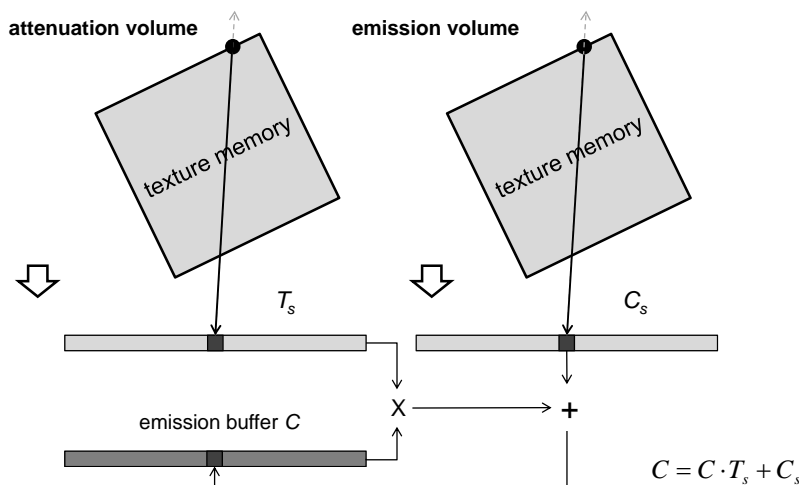 attenuation volume
emission volume
texture memory
texture memory
T_s
C_s
X
+
emission buffer C
C = C · T_s + C_s